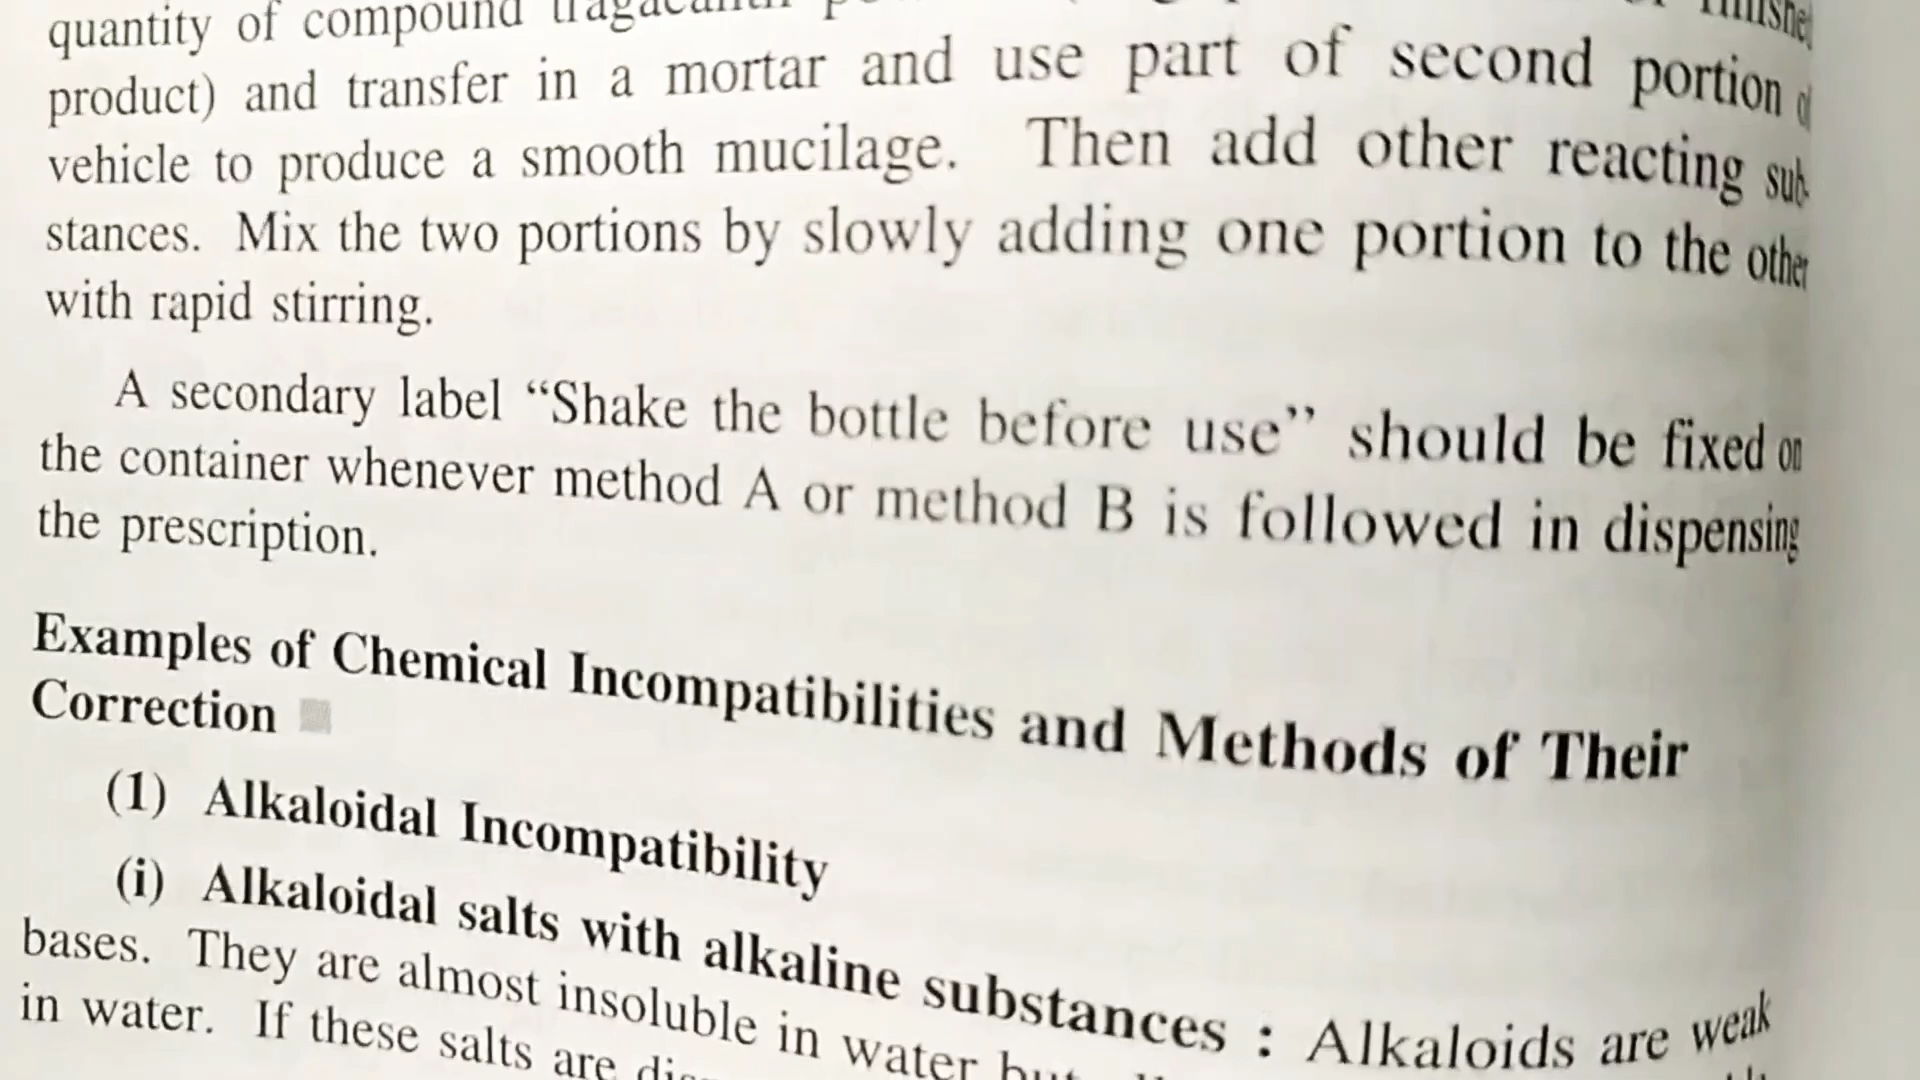 quantity of compound tragacanth
product) and transfer in a mortar and use part of second portion of
vehicle to produce a smooth mucilage. Then add other reacting sub-
stances. Mix the two portions by slowly adding one portion to the other
with rapid stirring.
A secondary label “Shake the bottle before use” should be fixed on
the container whenever method A or method B is followed in dispensing
the prescription.
Examples of Chemical Incompatibilities and Methods of Their
Correction
(1) Alkaloidal Incompatibility
(i) Alkaloidal salts with alkaline substances : Alkaloids are weak
bases. They are almost insoluble in water but
in water. If these salts are